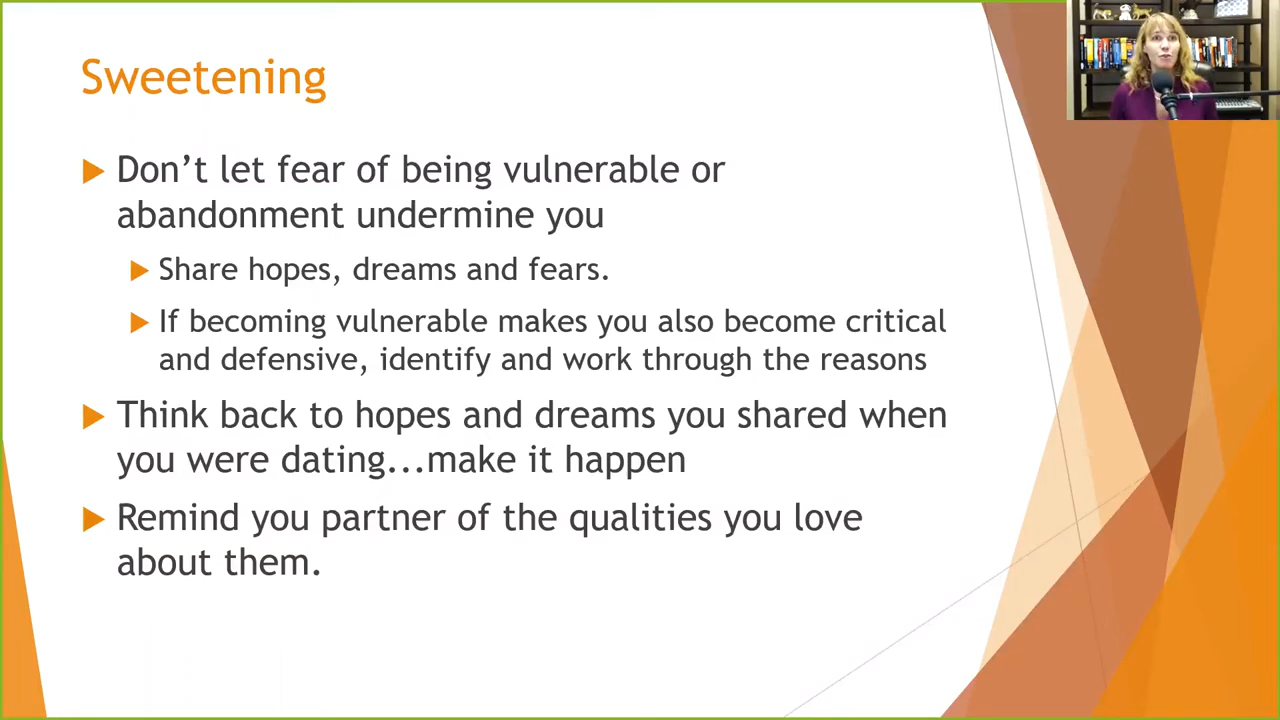 Sweetening
Don’t let fear of being vulnerable or
abandonment undermine you
Share hopes, dreams and fears.
If becoming vulnerable makes you also become critical
and defensive, identify and work through the reasons
Think back to hopes and dreams you shared when
you were dating...make it happen
Remind you partner of the qualities you love
about them.